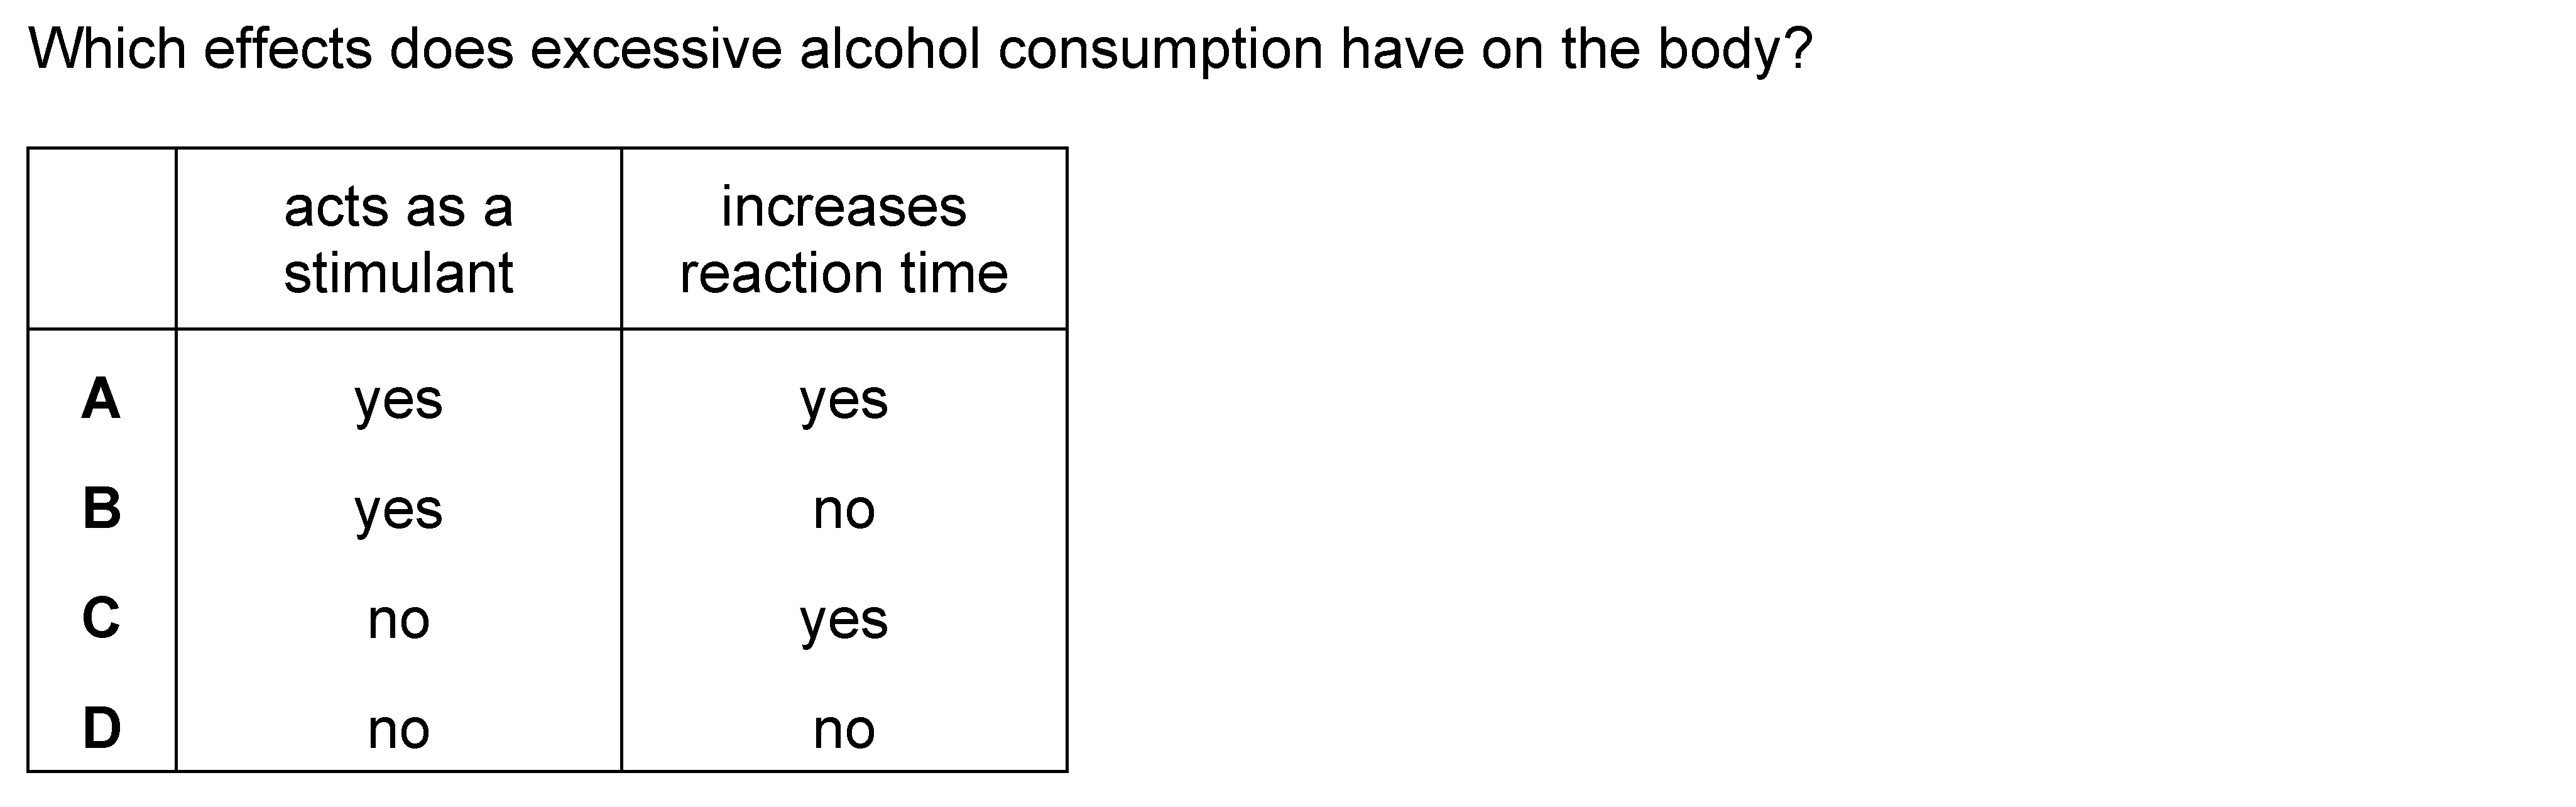 Which effects does excessive alcohol consumption have on the body?
acts as a stimulant increases reaction time
A yes yes
B yes no
C no yes
D no no